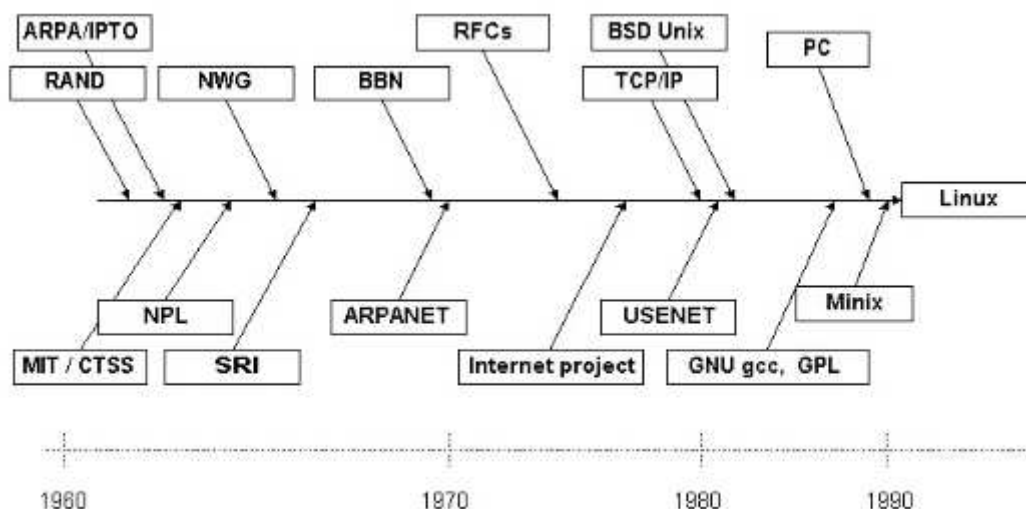 ARPA/IPTO
RFCs
BSD Unix
PC
RAND
NWG
BBN
TCP/IP
Linux
NPL
ARPANET
USENET
Minix
MIT / CTSS
SRI
Internet project
GNU gcc, GPL
1960
1970
1980
1990